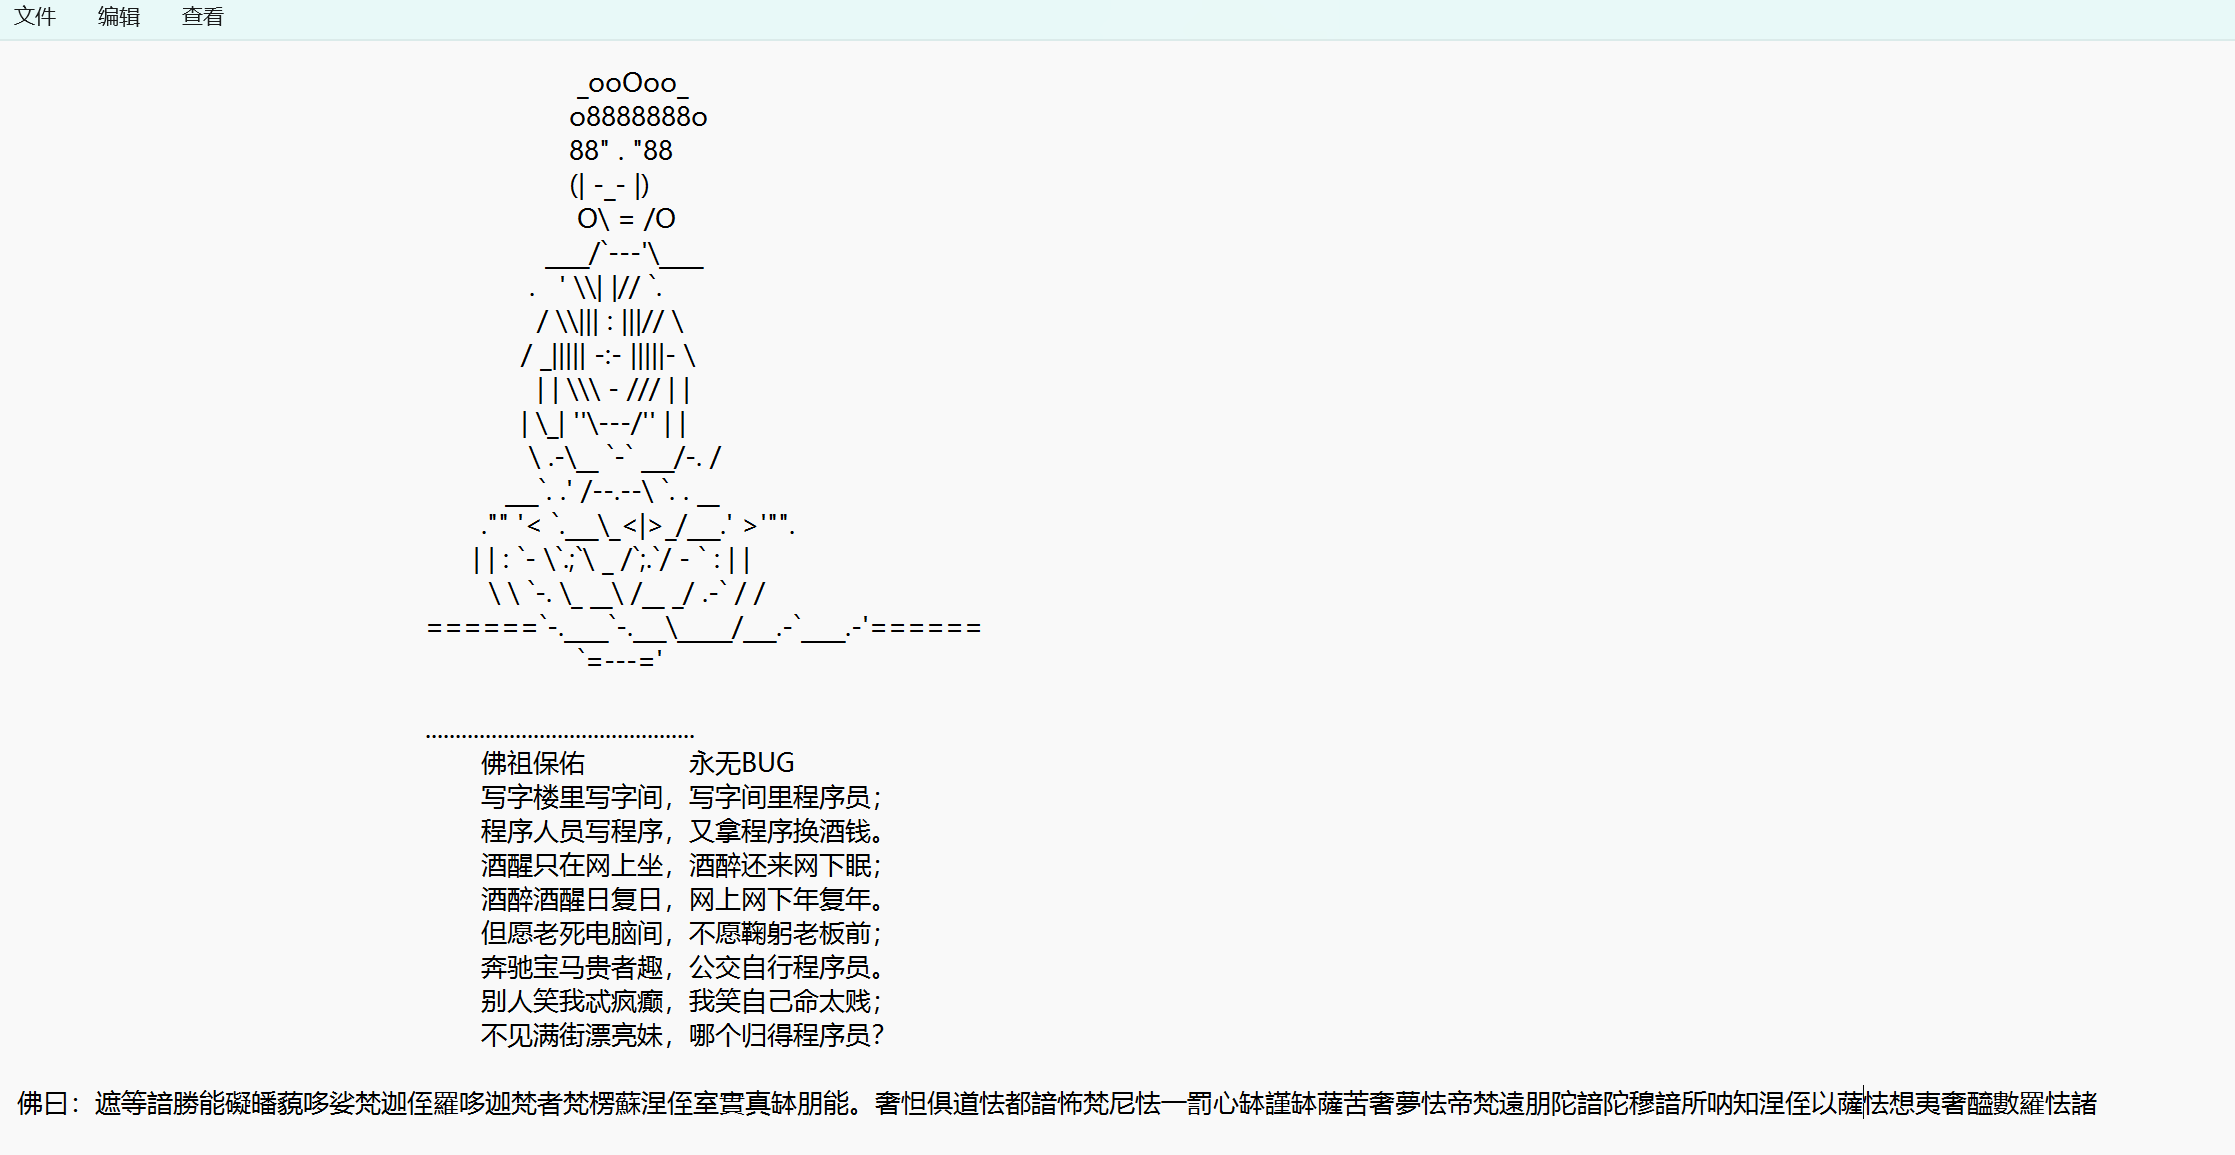 文件 编辑 查看
_ooOoo_
o8888888o
88" . "88
(| -_- |)
O\ = /O
____/`---'\____
. ' \\| |// `.
/ \\||| : |||// \
/ _||||| -:- |||||- \
| | \\\ - /// | |
| \_| ''\---/'' | |
\ .-\__ `-` ___/-. /
___`. .' /--.--\ `. . __
."" '< `.___\_<|>_/___.' >'"".
| | : `- \`.;`\ _ /`;.`/ - ` : | |
\ \ `-. \_ __\ /__ _/ .-` / /
======`-.____`-.___\_____/___.-`____.-'======
`=---='
.............................................
佛祖保佑 永无BUG
写字楼里写字间，写字间里程序员；
程序人员写程序，又拿程序换酒钱。
酒醒只在网上坐，酒醉还来网下眠；
酒醉酒醒日复日，网上网下年复年。
但愿老死电脑间，不愿鞠躬老板前；
奔驰宝马贵者趣，公交自行程序员。
别人笑我忒疯癫，我笑自己命太贱；
不见满街漂亮妹，哪个归得程序员？
佛曰：遮等諳勝能礙皤藐哆娑梵迦侄羅哆迦梵者梵楞蘇涅侄室實真缽朋能。奢怛俱道怯都諳怖梵尼怯一罰心缽謹缽薩苦奢夢怯帝梵遠朋陀諳陀穆諳所呐知涅侄以薩怯想夷奢醯數羅怯諸